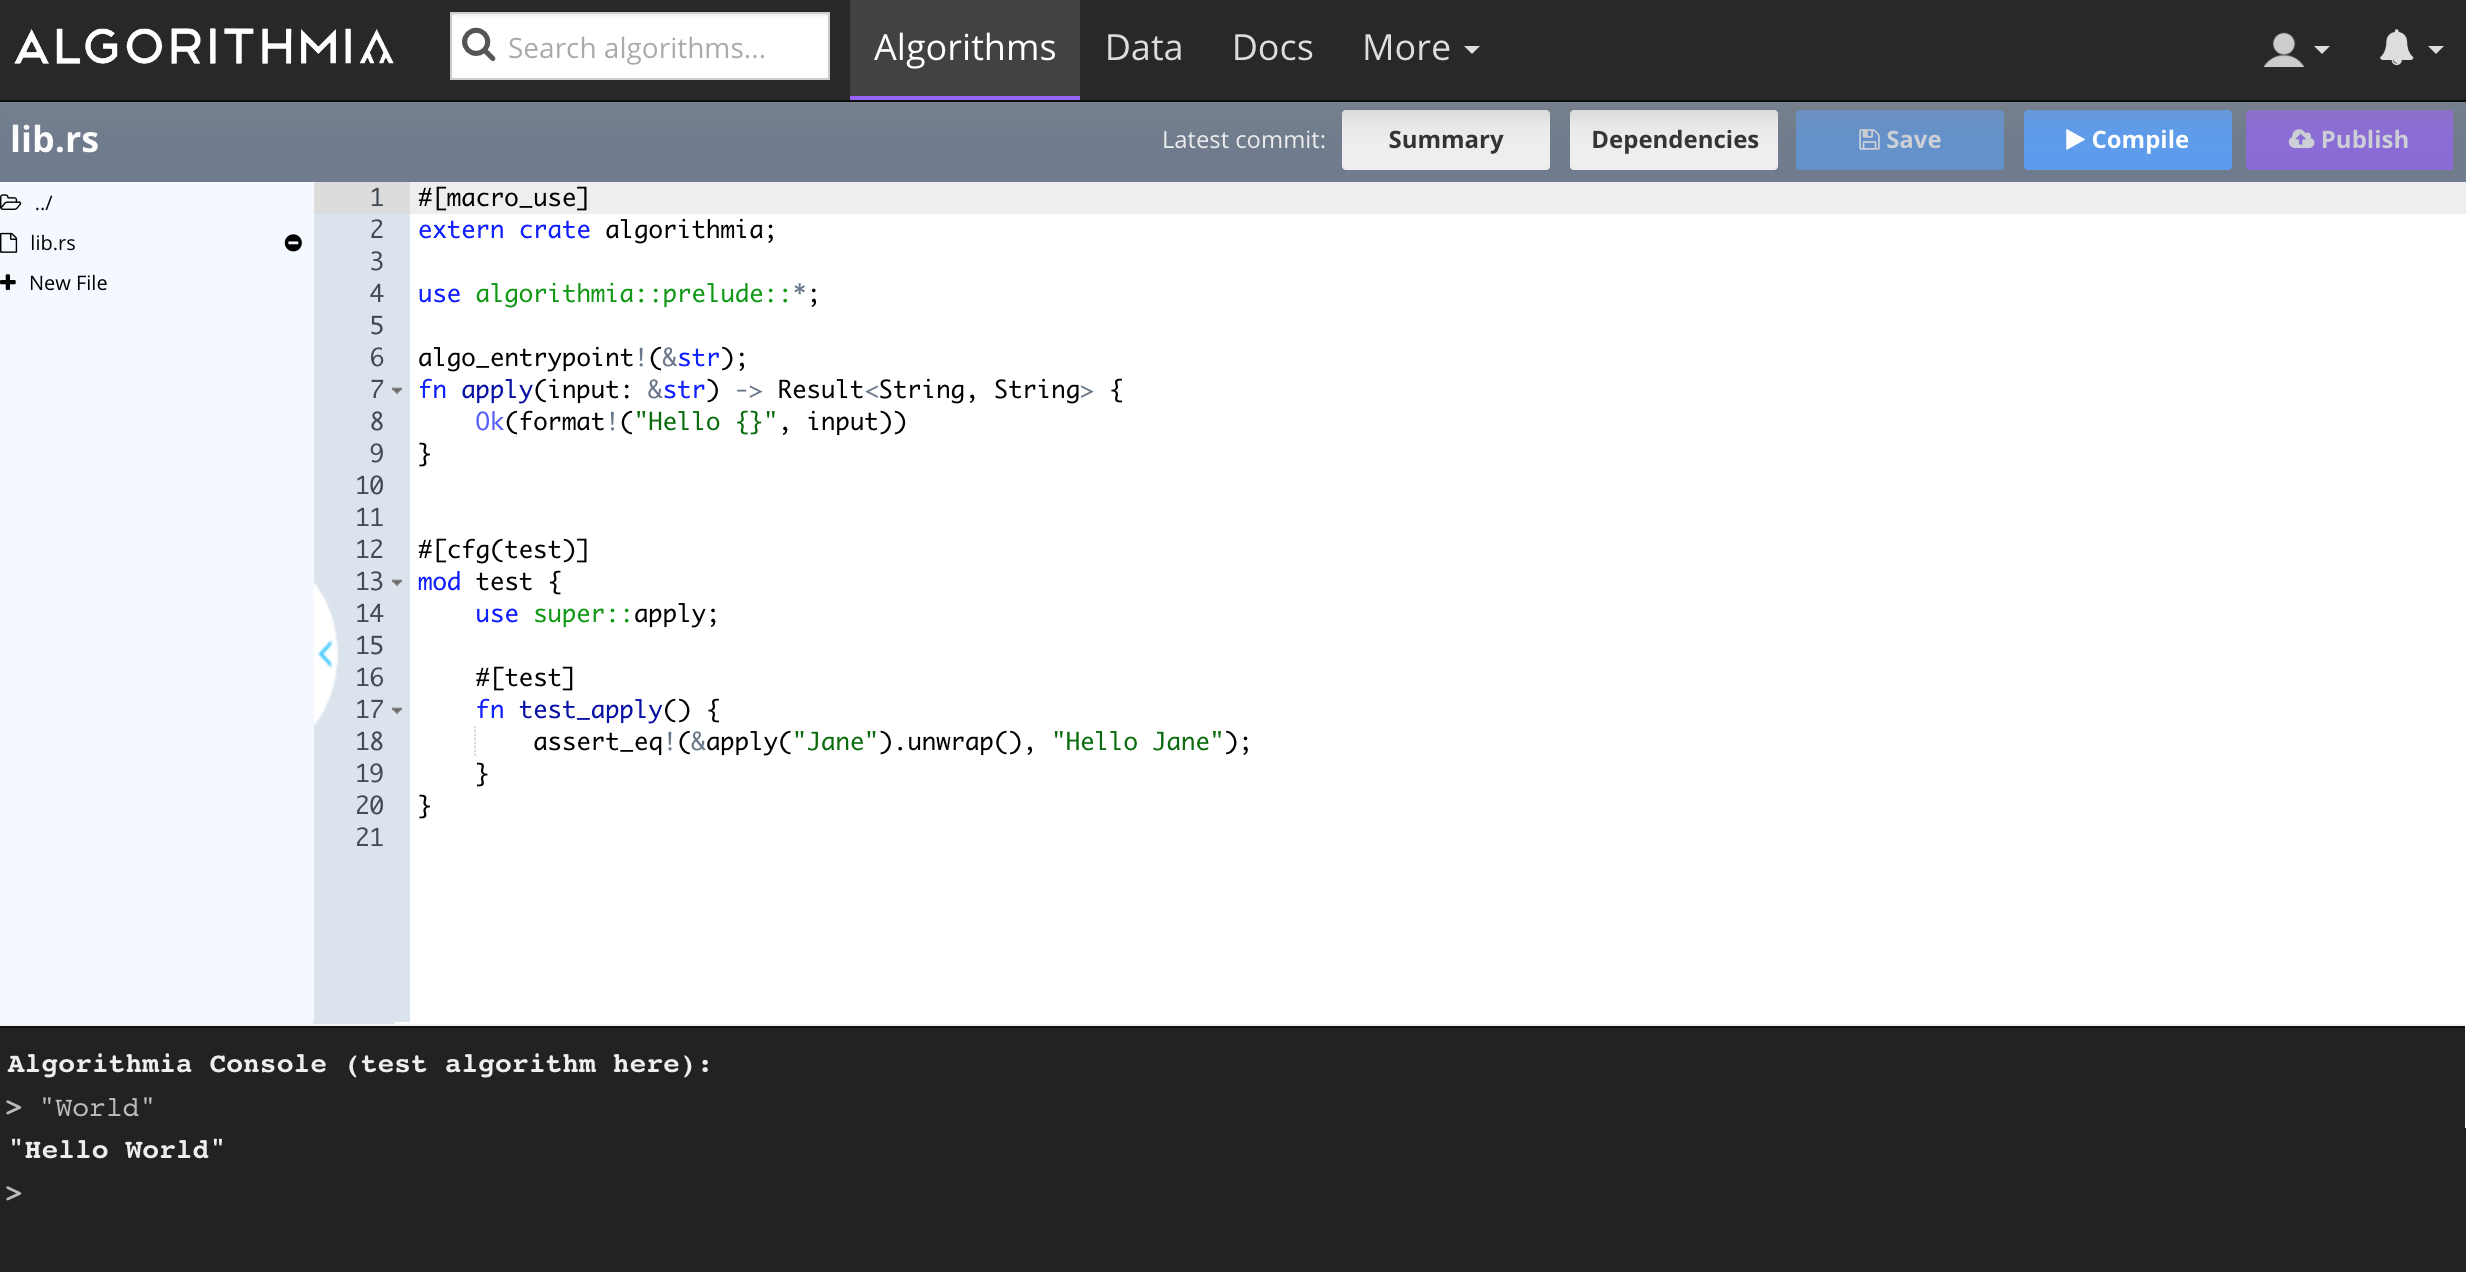 ALGORITHMIA Search algorithms... Algorithms Data Docs More
lib.rs Latest commit: Summary Dependencies Save Compile Publish
../
lib.rs
New File
1 #[macro_use]
2 extern crate algorithmia;
3
4 use algorithmia::prelude::*;
5
6 algo_entrypoint!(&str);
7 fn apply(input: &str) -> Result<String, String> {
8     Ok(format!("Hello {}", input))
9 }
10
11
12 #[cfg(test)]
13 mod test {
14     use super::apply;
15
16     #[test]
17     fn test_apply() {
18         assert_eq!(&apply("Jane").unwrap(), "Hello Jane");
19     }
20 }
21
Algorithmia Console (test algorithm here):
> "World"
"Hello World"
>